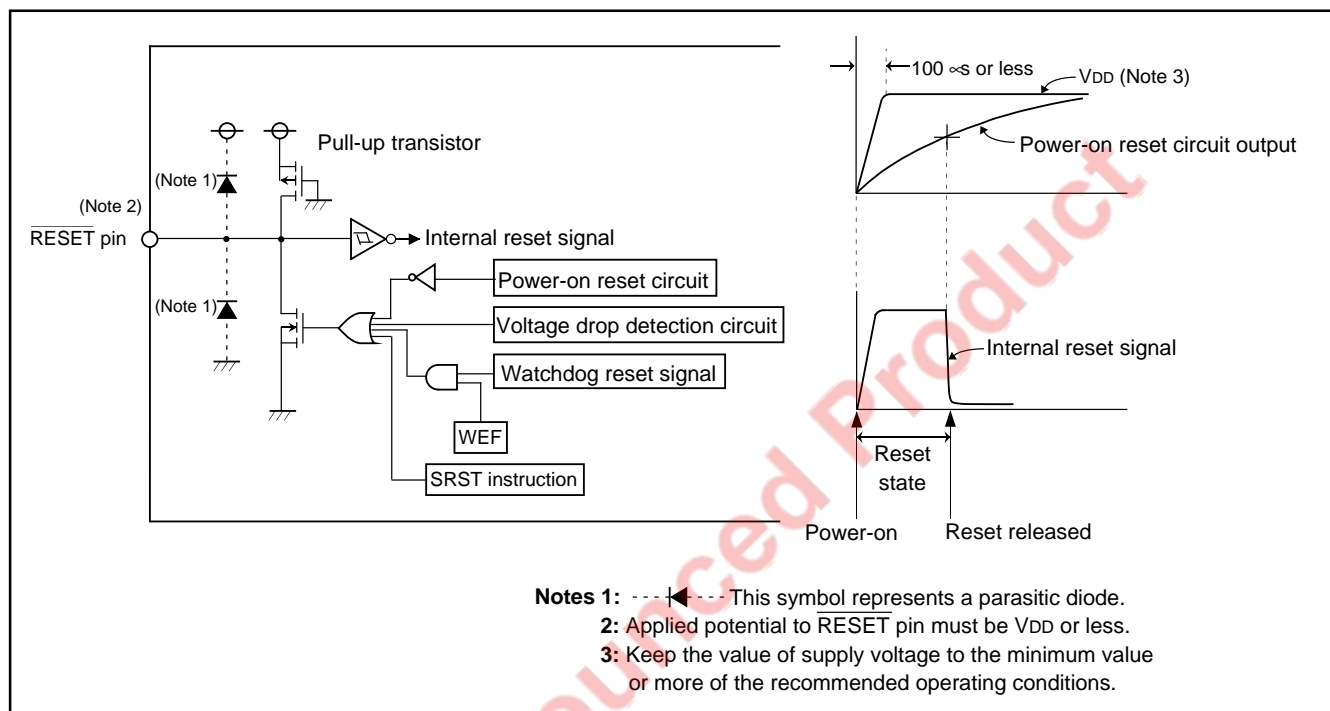 100 ∝s or less
VDD (Note 3)
Pull-up transistor
Power-on reset circuit output
(Note 1)
(Note 2)
RESET pin
Internal reset signal
Power-on reset circuit
(Note 1)
Voltage drop detection circuit
Internal reset signal
Watchdog reset signal
WEF
Reset
state
SRST instruction
Power-on
Reset released
Notes 1: This symbol represents a parasitic diode.
2: Applied potential to RESET pin must be VDD or less.
3: Keep the value of supply voltage to the minimum value
or more of the recommended operating conditions.
ounced Product